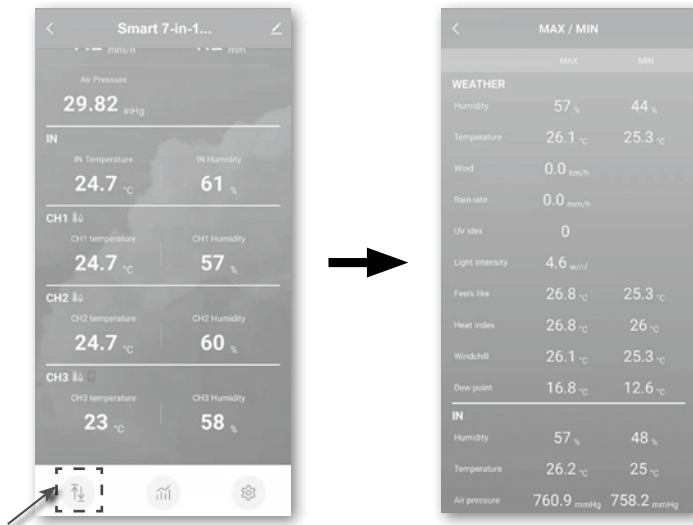 Smart 7-in-1...
mm/h mm
Air Pressure
29.82 inHg
IN
IN Temperature IN Humidity
24.7 °C 61 %
CH1
CH1 temperature CH1 Humidity
24.7 °C 57 %
CH2
CH2 temperature CH2 Humidity
24.7 °C 60 %
CH3
CH3 temperature CH3 Humidity
23 °C 58 %
MAX / MIN
MAX MIN
WEATHER
Humidity 57 % 44 %
Temperature 26.1 °C 25.3 °C
Wind 0.0 km/h
Rain rate 0.0 mm/h
UV idex 0
Light intensity 4.6 w/㎡
Feels like 26.8 °C 25.3 °C
Heat index 26.8 °C 26 °C
Windchill 26.1 °C 25.3 °C
Dew point 16.8 °C 12.6 °C
IN
Humidity 57 % 48 %
Temperature 26.2 °C 25 °C
Air pressure 760.9 mmHg 758.2 mmHg